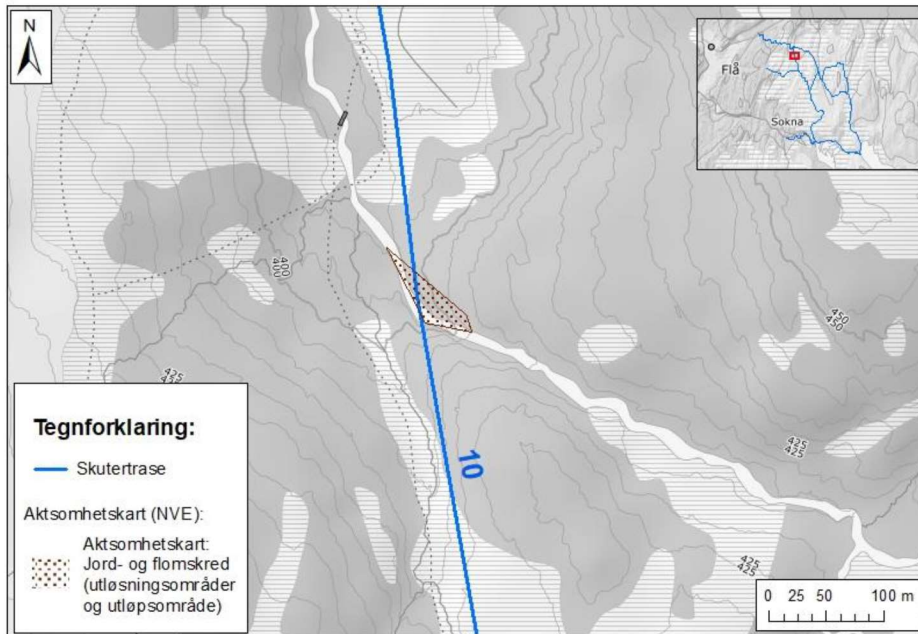 N
Flå
Sokna
400
400
450
450
425
425
425
425
10
425
425
Tegnforklaring:
Skutertrase
Aktsomhetskart (NVE):
Aktsomhetskart:
Jord- og flomskred
(utløsningsområder
og utløpsområde)
0 25 50 100 m